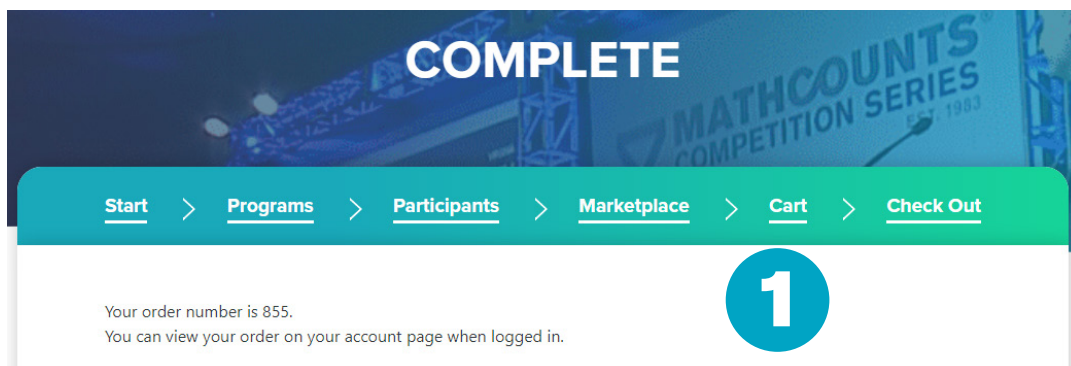 COMPLETE
MATHCOUNTS®
COMPETITION SERIES
EST. 1983
Start > Programs > Participants > Marketplace > Cart > Check Out
1
Your order number is 855.
You can view your order on your account page when logged in.